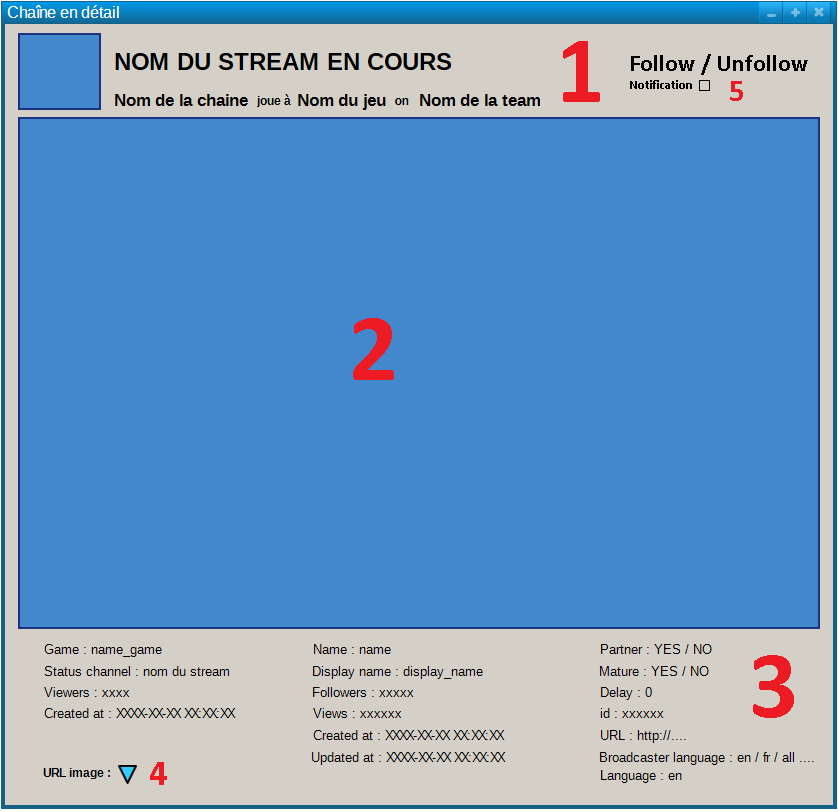 Chaîne en détail
NOM DU STREAM EN COURS
1
Follow / Unfollow
Notification
5
Nom de la chaine joue à Nom du jeu on Nom de la team
2
Game : name_game
Status channel : nom du stream
Viewers : xxxx
Created at : XXXX-XX-XX XX:XX:XX
Name : name
Display name : display_name
Followers : xxxxx
Views : xxxxxx
Created at : XXXX-XX-XX XX:XX:XX
Updated at : XXXX-XX-XX XX:XX:XX
Partner : YES / NO
Mature : YES / NO
Delay : 0
id : xxxxxx
URL : http://....
Broadcaster language : en / fr / all ....
Language : en
3
URL image :
4